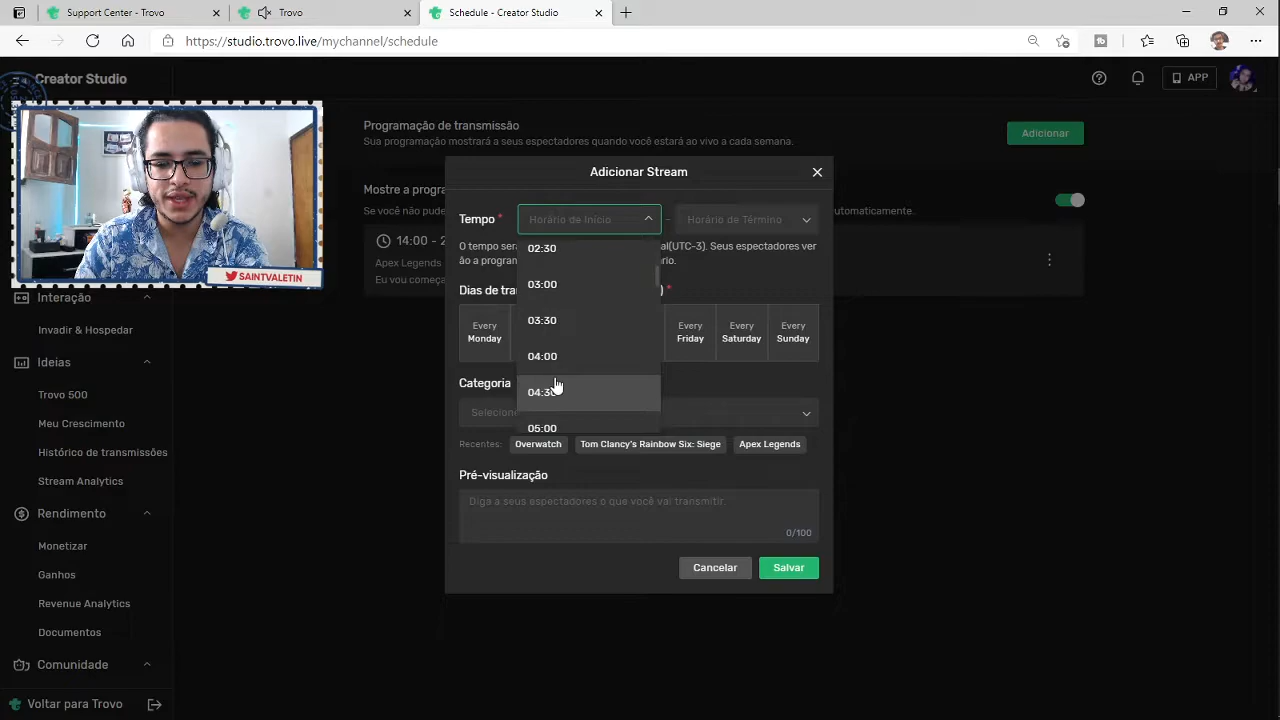 Support Center - Trovo
Trovo
Schedule - Creator Studio
https://studio.trovo.live/mychannel/schedule
Creator Studio
APP
Programação de transmissão
Sua programação mostrará a seus espectadores quando você estará ao vivo a cada semana.
Adicionar
Adicionar Stream
Mostre a progra
Se você não pude
automaticamente.
14:00 - 2
Apex Legends
Eu vou começa
SAINTVALETIN
Tempo *
Horário de Início
-
Horário de Término
O tempo ser
al(UTC-3). Seus espectadores ver
ão a program
ário.
02:30
03:00
03:30
04:00
04:30
05:00
Dias de tra
) *
Every
Monday
Every
Friday
Every
Saturday
Every
Sunday
Categoria
Selecione
Recentes:
Overwatch
Tom Clancy's Rainbow Six: Siege
Apex Legends
Pré-visualização
Diga a seus espectadores o que você vai transmitir.
0/100
Cancelar
Salvar
Interação
Invadir & Hospedar
Ideias
Trovo 500
Meu Crescimento
Histórico de transmissões
Stream Analytics
Rendimento
Monetizar
Ganhos
Revenue Analytics
Documentos
Comunidade
Voltar para Trovo